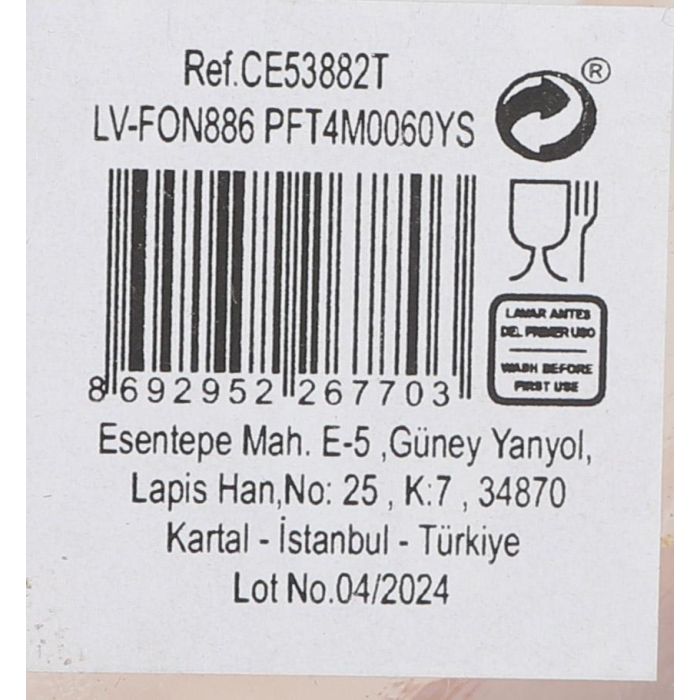 Ref.CE53882T
®
LV-FON886 PFT4M0060YS
LAVAR ANTES
DEL PRIMER USO
WASH BEFORE
FIRST USE
8 692952 267703
Esentepe Mah. E-5 ,Güney Yanyol,
Lapis Han,No: 25 , K:7 , 34870
Kartal - İstanbul - Türkiye
Lot No.04/2024